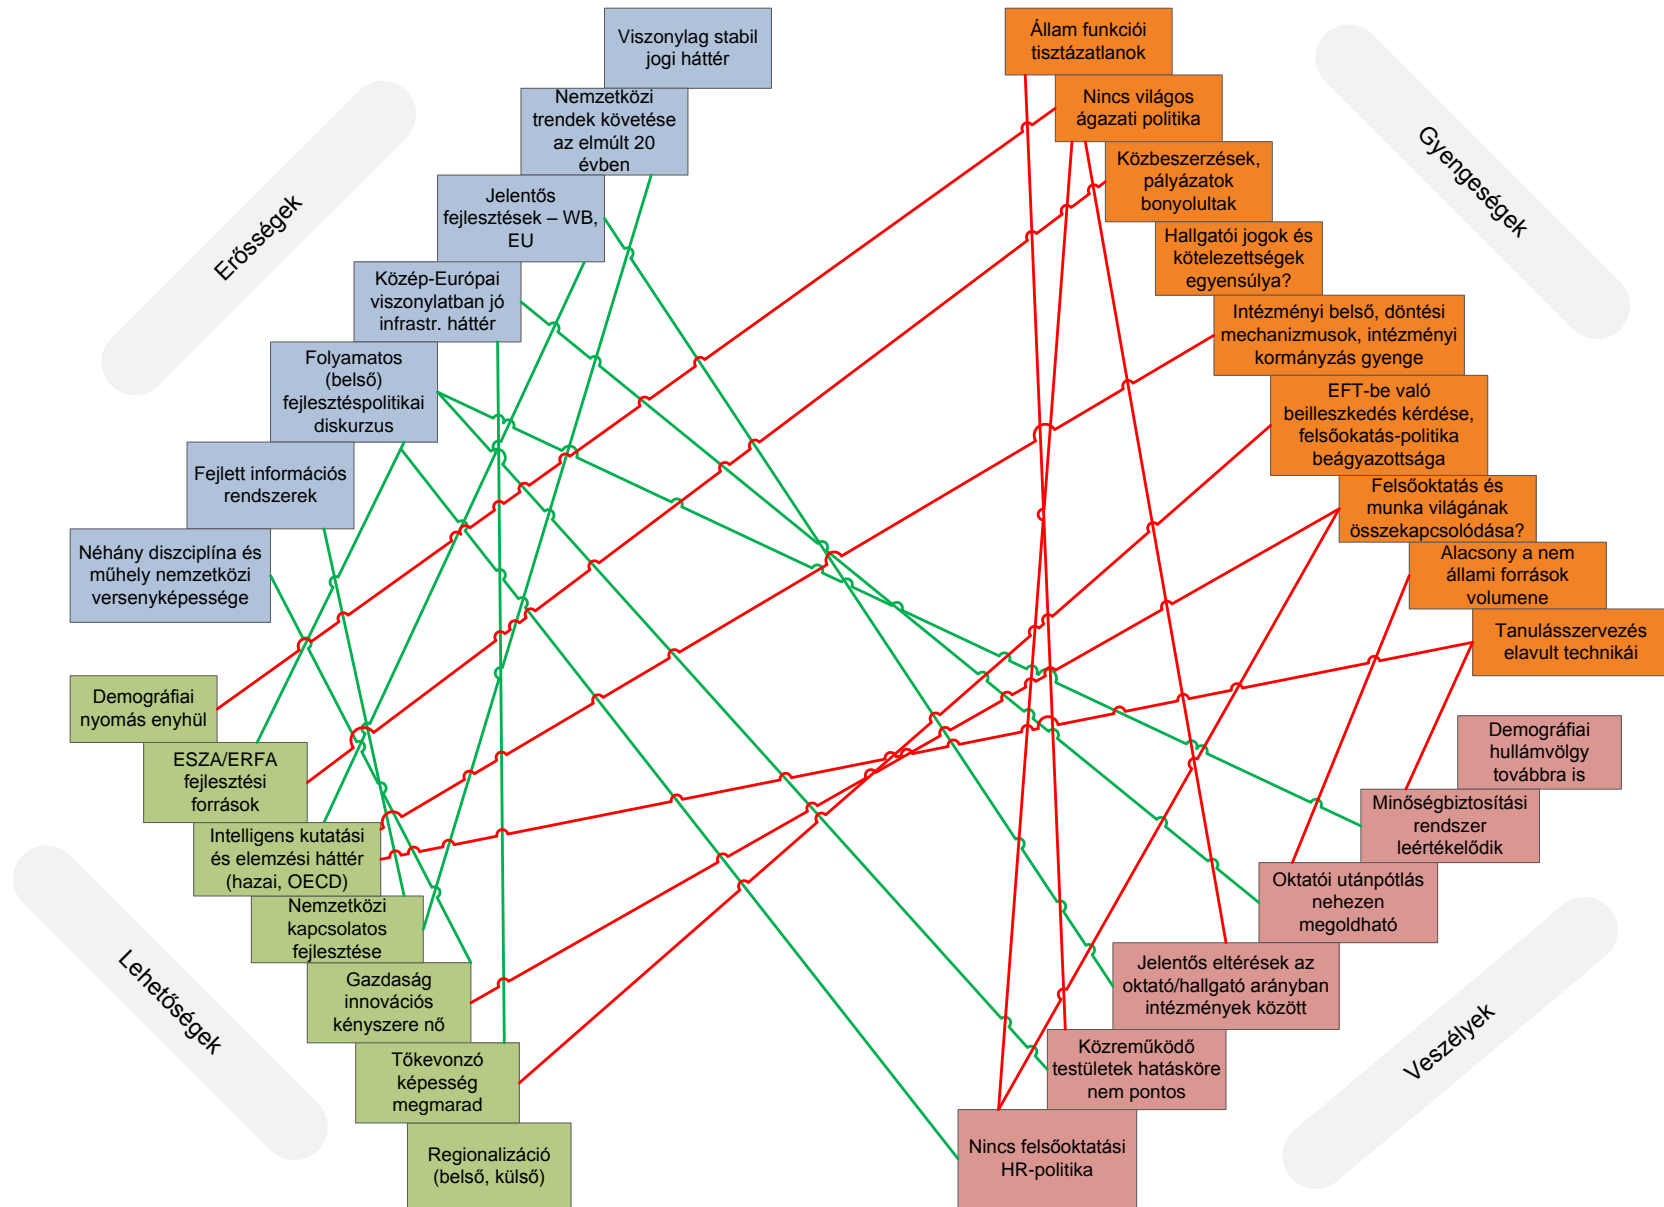 Erősségek
Viszonylag stabil
jogi háttér
Nemzetközi
trendek követése
az elmúlt 20
évben
Jelentős
fejlesztések – WB,
EU
Közép-Európai
viszonylatban jó
infrastr. háttér
Folyamatos
(belső)
fejlesztéspolitikai
diskurzus
Fejlett információs
rendszerek
Néhány diszciplína és
műhely nemzetközi
versenyképessége
Gyengeségek
Állam funkciói
tisztázatlanok
Nincs világos
ágazati politika
Közbeszerzések,
pályázatok
bonyolultak
Hallgatói jogok és
kötelezettségek
egyensúlya?
Intézményi belső, döntési
mechanizmusok, intézményi
kormányzás gyenge
EFT-be való
beilleszkedés kérdése,
felsőokatás-politika
beágyazottsága
Felsőoktatás és
munka világának
összekapcsolódása?
Alacsony a nem
állami források
volumene
Tanulásszervezés
elavult technikái
Lehetőségek
Demográfiai
nyomás enyhül
ESZA/ERFA
fejlesztési
források
Intelligens kutatási
és elemzési háttér
(hazai, OECD)
Nemzetközi
kapcsolatos
fejlesztése
Gazdaság
innovációs
kényszere nő
Tőkevonzó
képesség
megmarad
Regionalizáció
(belső, külső)
Veszélyek
Demográfiai
hullámvölgy
továbbra is
Minőségbiztosítási
rendszer
leértékelődik
Oktatói utánpótlás
nehezen
megoldható
Jelentős eltérések az
oktató/hallgató arányban
intézmények között
Közreműködő
testületek hatásköre
nem pontos
Nincs felsőoktatási
HR-politika